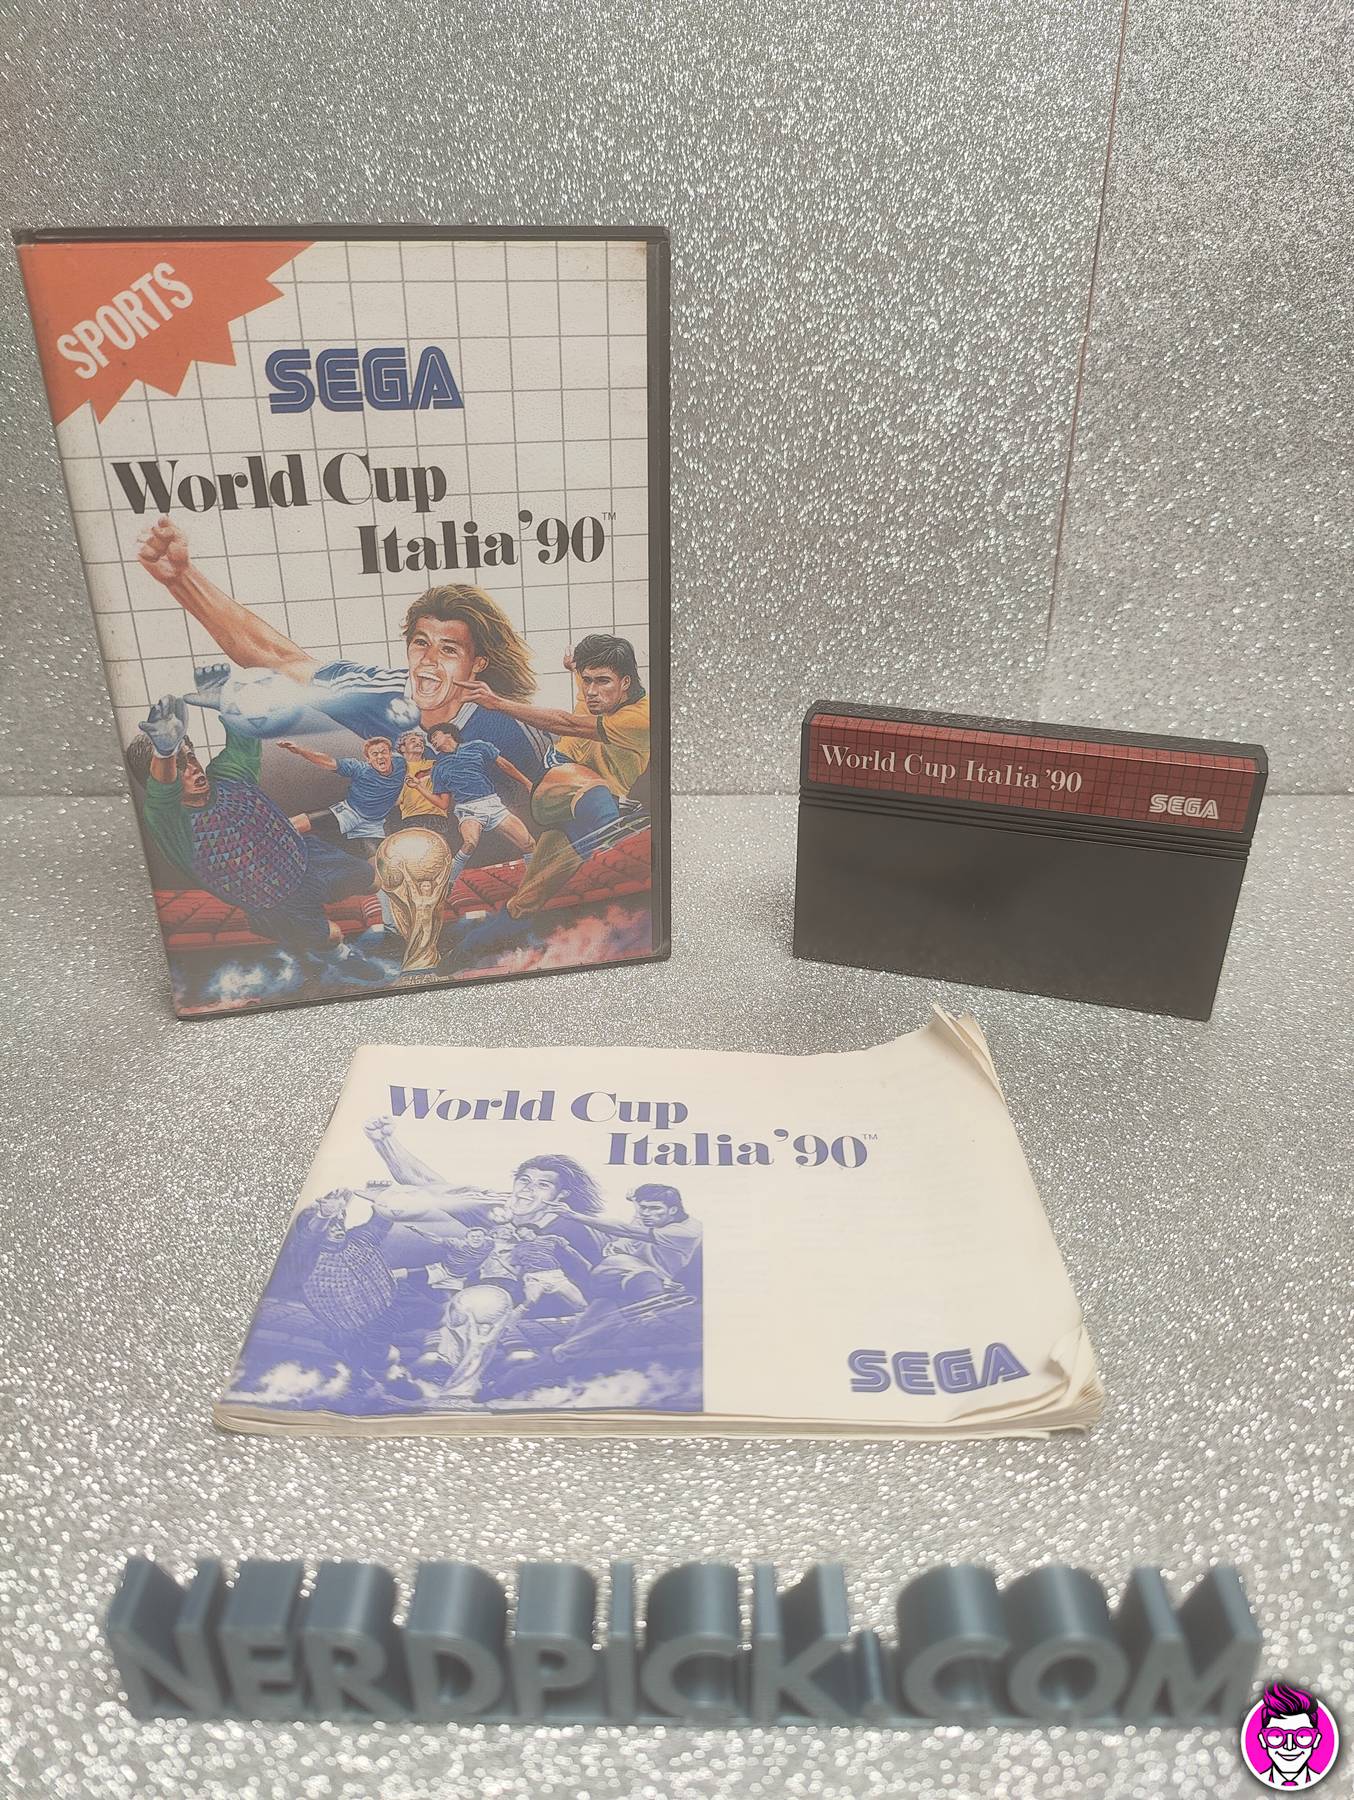 SPORTS
SEGA
World Cup
Italia '90™
World Cup Italia '90
SEGA
World Cup
Italia '90™
SEGA
NERDPICK.COM